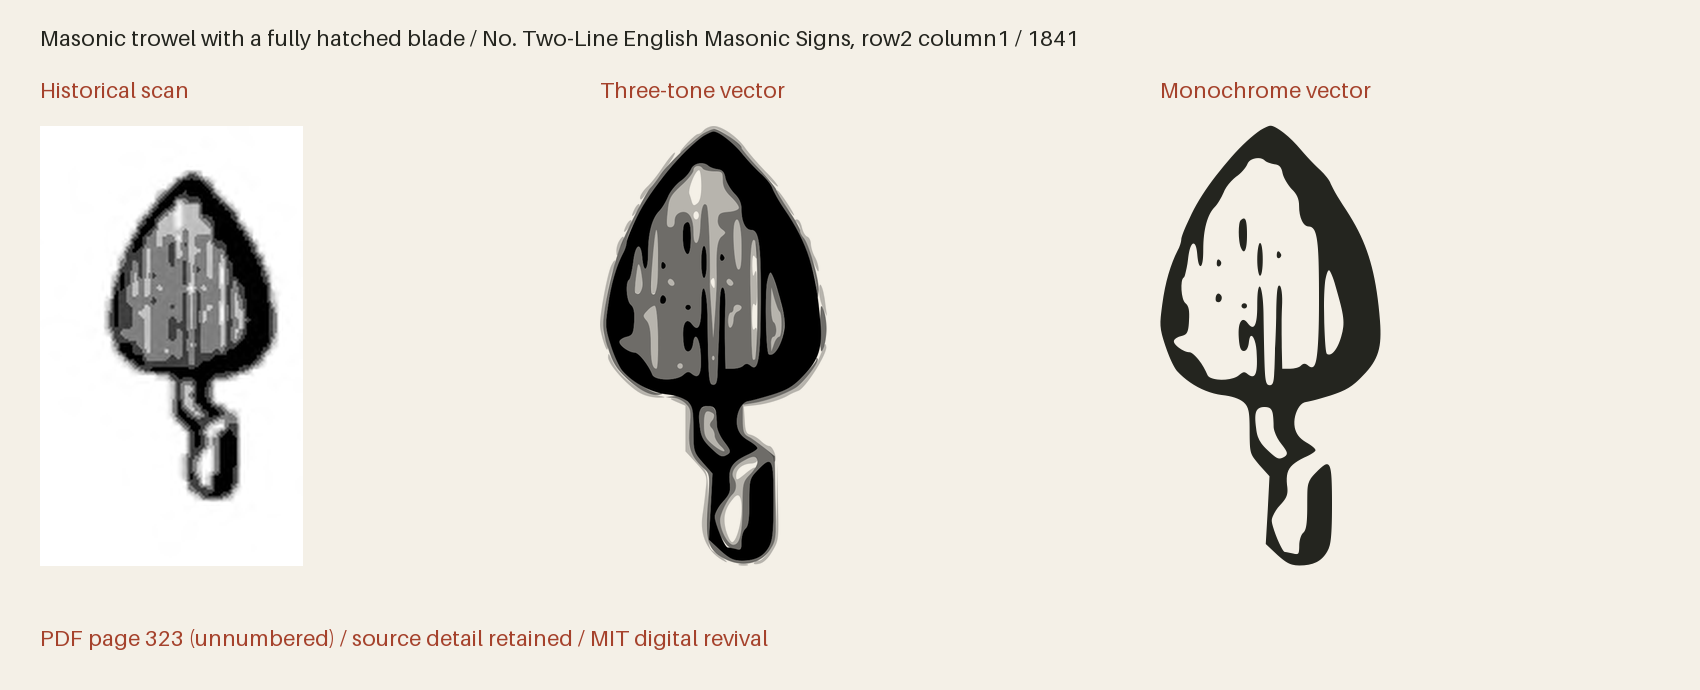 Masonic trowel with a fully hatched blade / No. Two-Line English Masonic Signs, row2 column1 / 1841
Historical scan
Three-tone vector
Monochrome vector
PDF page 323 (unnumbered) / source detail retained / MIT digital revival